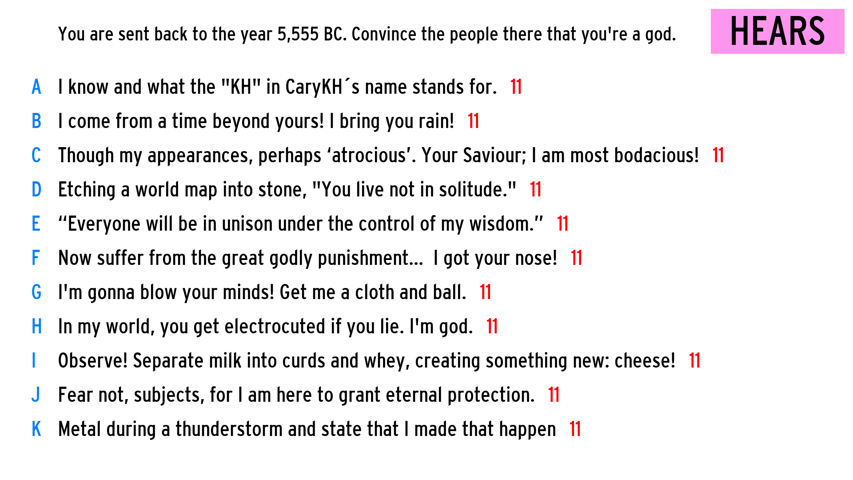 You are sent back to the year 5,555 BC. Convince the people there that you're a god.
HEARS
A I know and what the "KH" in CaryKH´s name stands for. 11
B I come from a time beyond yours! I bring you rain! 11
C Though my appearances, perhaps ‘atrocious’. Your Saviour; I am most bodacious! 11
D Etching a world map into stone, "You live not in solitude." 11
E “Everyone will be in unison under the control of my wisdom.” 11
F Now suffer from the great godly punishment... I got your nose! 11
G I'm gonna blow your minds! Get me a cloth and ball. 11
H In my world, you get electrocuted if you lie. I'm god. 11
I Observe! Separate milk into curds and whey, creating something new: cheese! 11
J Fear not, subjects, for I am here to grant eternal protection. 11
K Metal during a thunderstorm and state that I made that happen 11